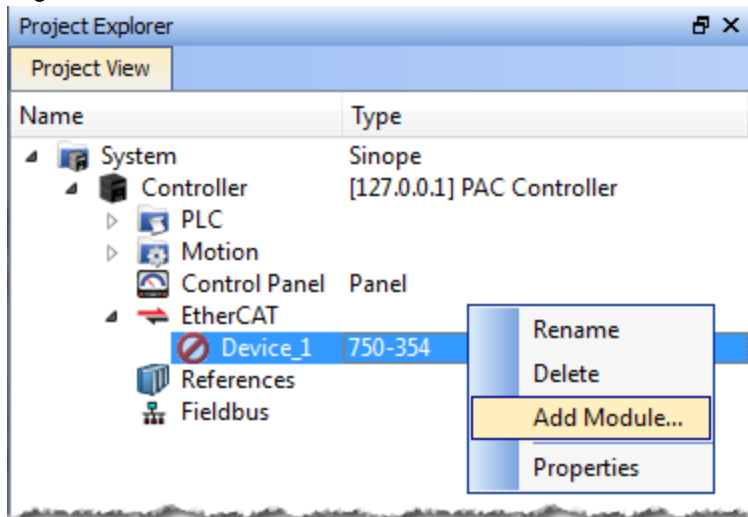 Project Explorer
Project View
Name Type
System Sinope
Controller [127.0.0.1] PAC Controller
PLC
Motion
Control Panel Panel
EtherCAT
Device_1 750-354
References
Fieldbus
Rename
Delete
Add Module...
Properties